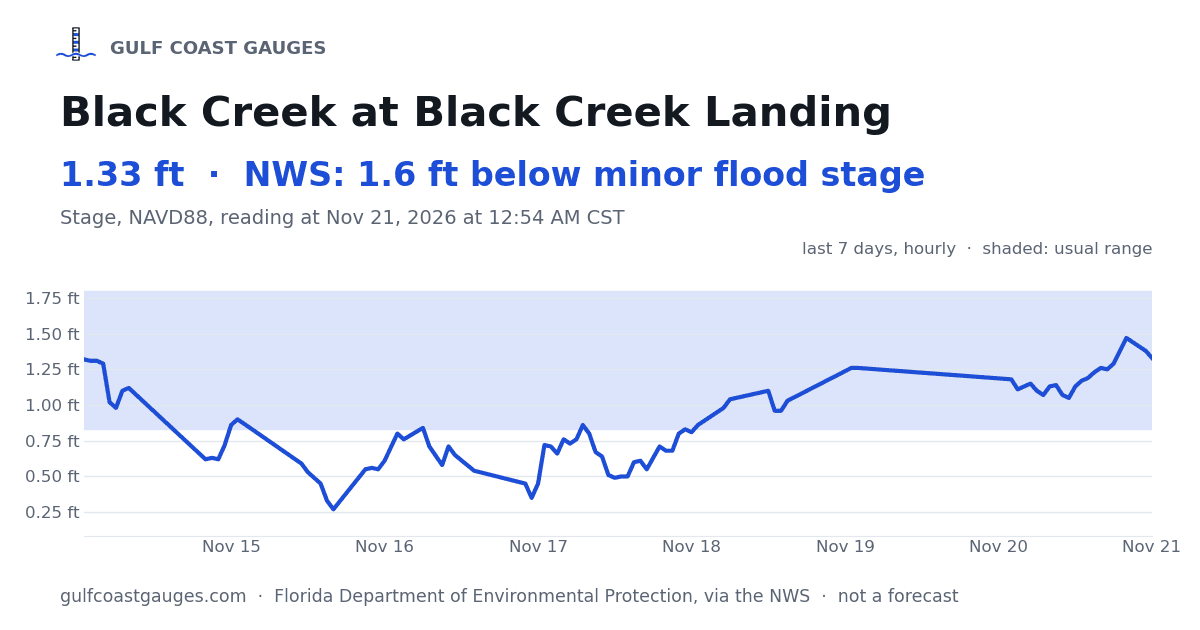 GULF COAST GAUGES
Black Creek at Black Creek Landing
1.33 ft · NWS: 1.6 ft below minor flood stage
Stage, NAVD88, reading at Nov 21, 2026 at 12:54 AM CST
last 7 days, hourly · shaded: usual range
1.75 ft
1.50 ft
1.25 ft
1.00 ft
0.75 ft
0.50 ft
0.25 ft
Nov 15 Nov 16 Nov 17 Nov 18 Nov 19 Nov 20 Nov 21
gulfcoastgauges.com · Florida Department of Environmental Protection, via the NWS · not a forecast